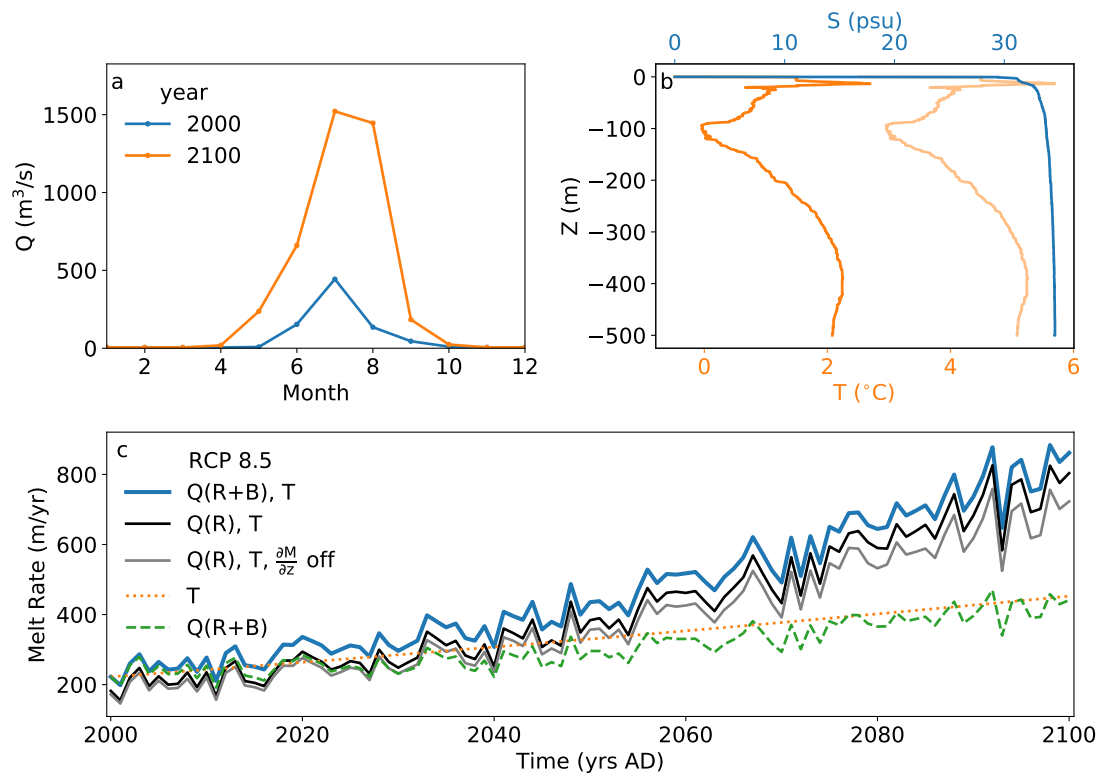 S (psu)
0 10 20 30
a
year
2000
2100
1500
1000
500
0
Q (m³/s)
2 4 6 8 10 12
Month
b
0
−100
−200
−300
−400
−500
Z (m)
0 2 4 6
T (°C)
c
RCP 8.5
Q(R+B), T
Q(R), T
Q(R), T, ∂M/∂z off
T
Q(R+B)
800
600
400
200
Melt Rate (m/yr)
2000 2020 2040 2060 2080 2100
Time (yrs AD)